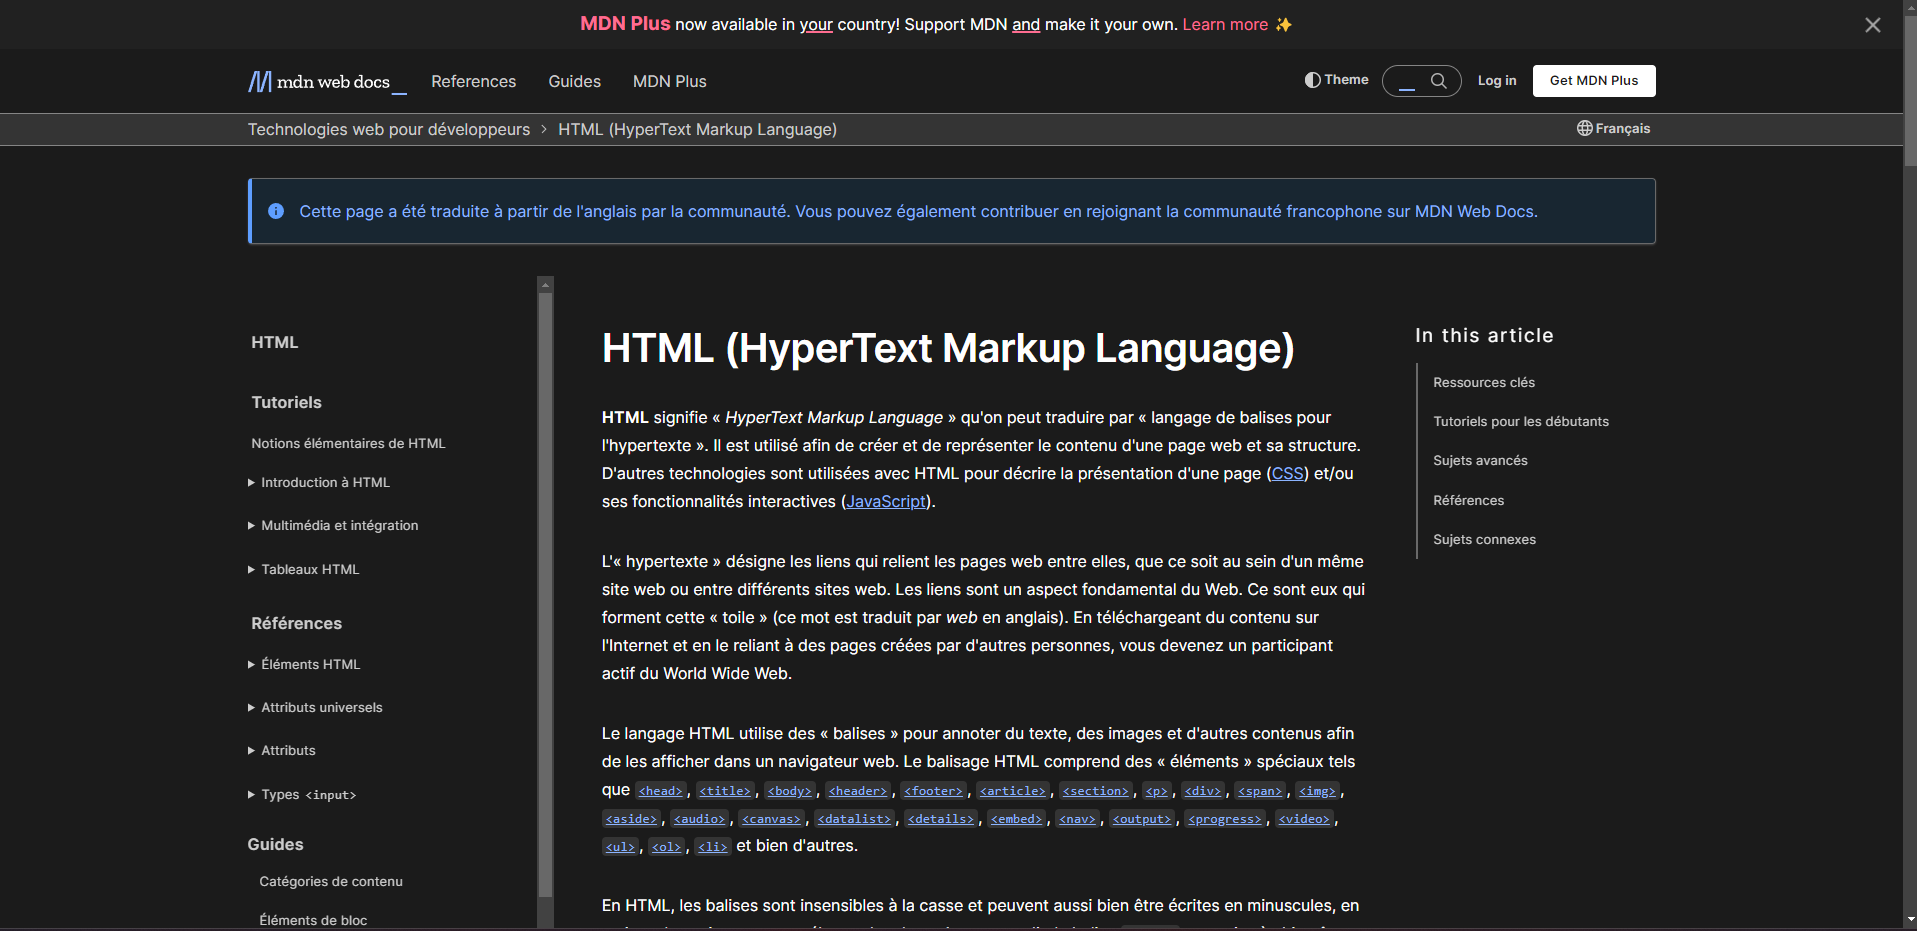 MDN Plus now available in your country! Support MDN and make it your own. Learn more ✨
mdn web docs_
References
Guides
MDN Plus
Theme
Log in
Get MDN Plus
Technologies web pour développeurs > HTML (HyperText Markup Language)
Français
Cette page a été traduite à partir de l'anglais par la communauté. Vous pouvez également contribuer en rejoignant la communauté francophone sur MDN Web Docs.
HTML
Tutoriels
Notions élémentaires de HTML
Introduction à HTML
Multimédia et intégration
Tableaux HTML
Références
Éléments HTML
Attributs universels
Attributs
Types <input>
Guides
Catégories de contenu
Éléments de bloc
HTML (HyperText Markup Language)
HTML signifie « HyperText Markup Language » qu'on peut traduire par « langage de balises pour
l'hypertexte ». Il est utilisé afin de créer et de représenter le contenu d'une page web et sa structure.
D'autres technologies sont utilisées avec HTML pour décrire la présentation d'une page (CSS) et/ou
ses fonctionnalités interactives (JavaScript).
L'« hypertexte » désigne les liens qui relient les pages web entre elles, que ce soit au sein d'un même
site web ou entre différents sites web. Les liens sont un aspect fondamental du Web. Ce sont eux qui
forment cette « toile » (ce mot est traduit par web en anglais). En téléchargeant du contenu sur
l'Internet et en le reliant à des pages créées par d'autres personnes, vous devenez un participant
actif du World Wide Web.
Le langage HTML utilise des « balises » pour annoter du texte, des images et d'autres contenus afin
de les afficher dans un navigateur web. Le balisage HTML comprend des « éléments » spéciaux tels
que <head>, <title>, <body>, <header>, <footer>, <article>, <section>, <p>, <div>, <span>, <img>,
<aside>, <audio>, <canvas>, <datalist>, <details>, <embed>, <nav>, <output>, <progress>, <video>,
<ul>, <ol>, <li> et bien d'autres.
En HTML, les balises sont insensibles à la casse et peuvent aussi bien être écrites en minuscules, en
In this article
Ressources clés
Tutoriels pour les débutants
Sujets avancés
Références
Sujets connexes